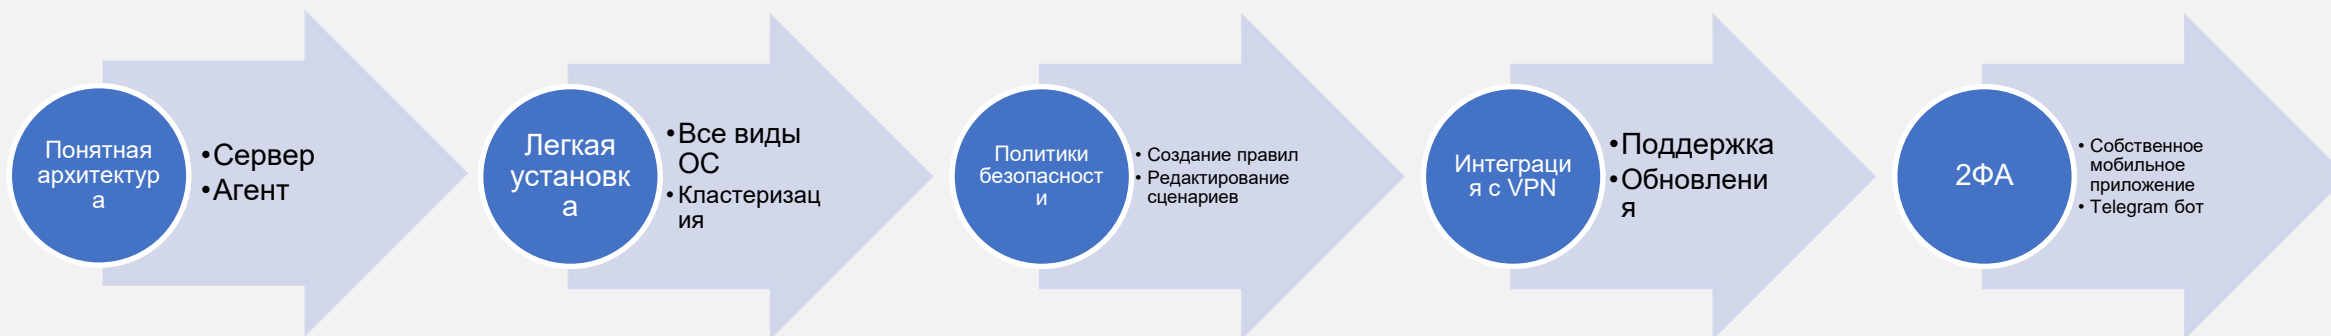 Понятная
архитектур
а
•Сервер
•Агент
Легкая
установк
а
•Все виды
ОС
•Кластеризац
ия
Политики
безопасност
и
• Создание правил
• Редактирование
сценариев
Интеграци
я с VPN
•Поддержка
•Обновлени
я
2ФА
• Собственное
мобильное
приложение
• Telegram бот